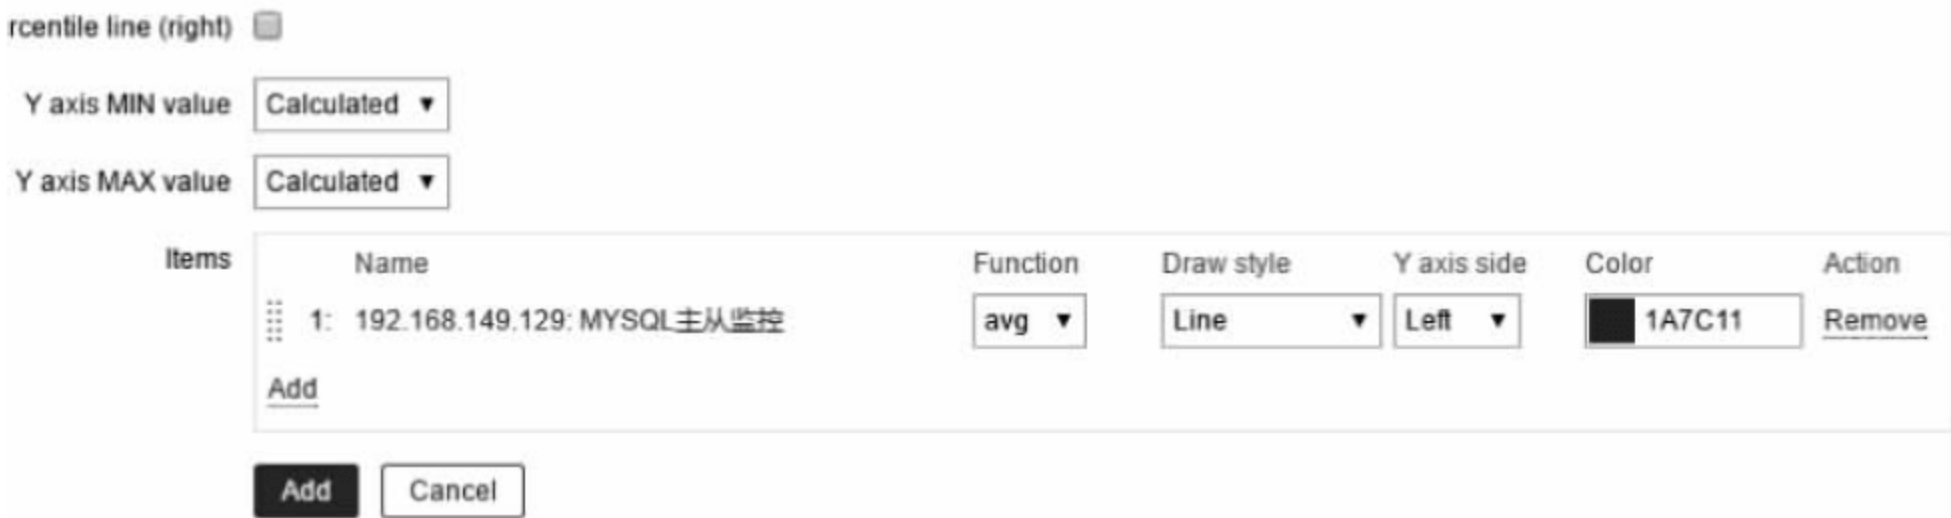 rcentile line (right)
Y axis MIN value Calculated
Y axis MAX value Calculated
Items Name Function Draw style Y axis side Color Action
1: 192.168.149.129: MYSQL主从监控 avg Line Left 1A7C11 Remove
Add
Add Cancel